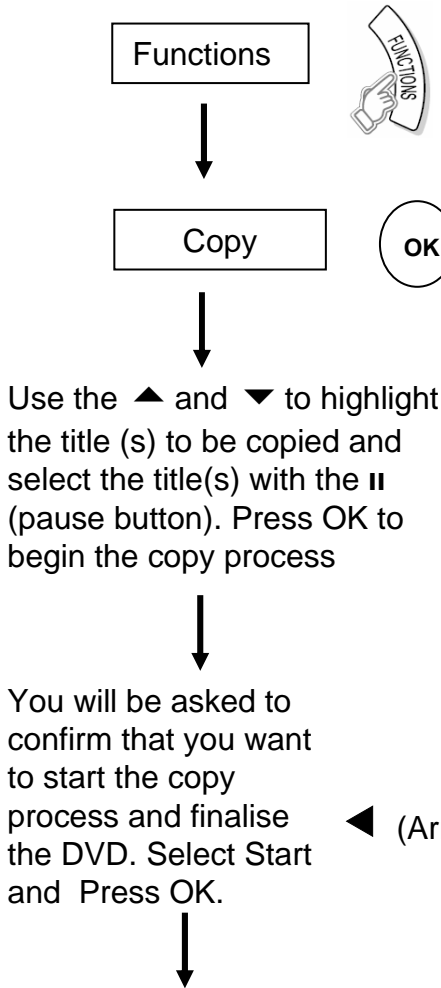 Functions
FUNCTIONS
Copy
OK
Use the ▲ and ▼ to highlight
the title (s) to be copied and
select the title(s) with the II
(pause button). Press OK to
begin the copy process
You will be asked to
confirm that you want
to start the copy
process and finalise
the DVD. Select Start
and Press OK.
◀ (Ar